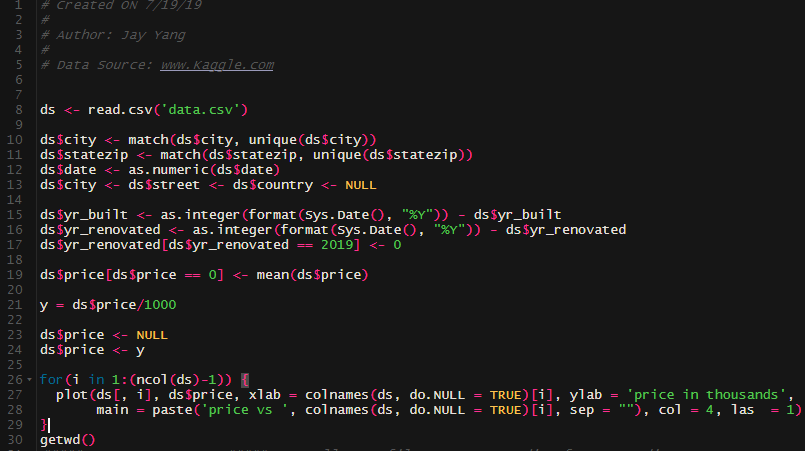 1 # Created ON 7/19/19
2 #
3 # Author: Jay Yang
4 #
5 # Data Source: www.Kaggle.com
6
7
8 ds <- read.csv('data.csv')
9
10 ds$city <- match(ds$city, unique(ds$city))
11 ds$statezip <- match(ds$statezip, unique(ds$statezip))
12 ds$date <- as.numeric(ds$date)
13 ds$city <- ds$street <- ds$country <- NULL
14
15 ds$yr_built <- as.integer(format(Sys.Date(), "%Y")) - ds$yr_built
16 ds$yr_renovated <- as.integer(format(Sys.Date(), "%Y")) - ds$yr_renovated
17 ds$yr_renovated[ds$yr_renovated == 2019] <- 0
18
19 ds$price[ds$price == 0] <- mean(ds$price)
20
21 y = ds$price/1000
22
23 ds$price <- NULL
24 ds$price <- y
25
26 for(i in 1:(ncol(ds)-1)) {
27   plot(ds[, i], ds$price, xlab = colnames(ds, do.NULL = TRUE)[i], ylab = 'price in thousands',
28        main = paste('price vs ', colnames(ds, do.NULL = TRUE)[i], sep = ""), col = 4, las  = 1)
29 }
30 getwd()